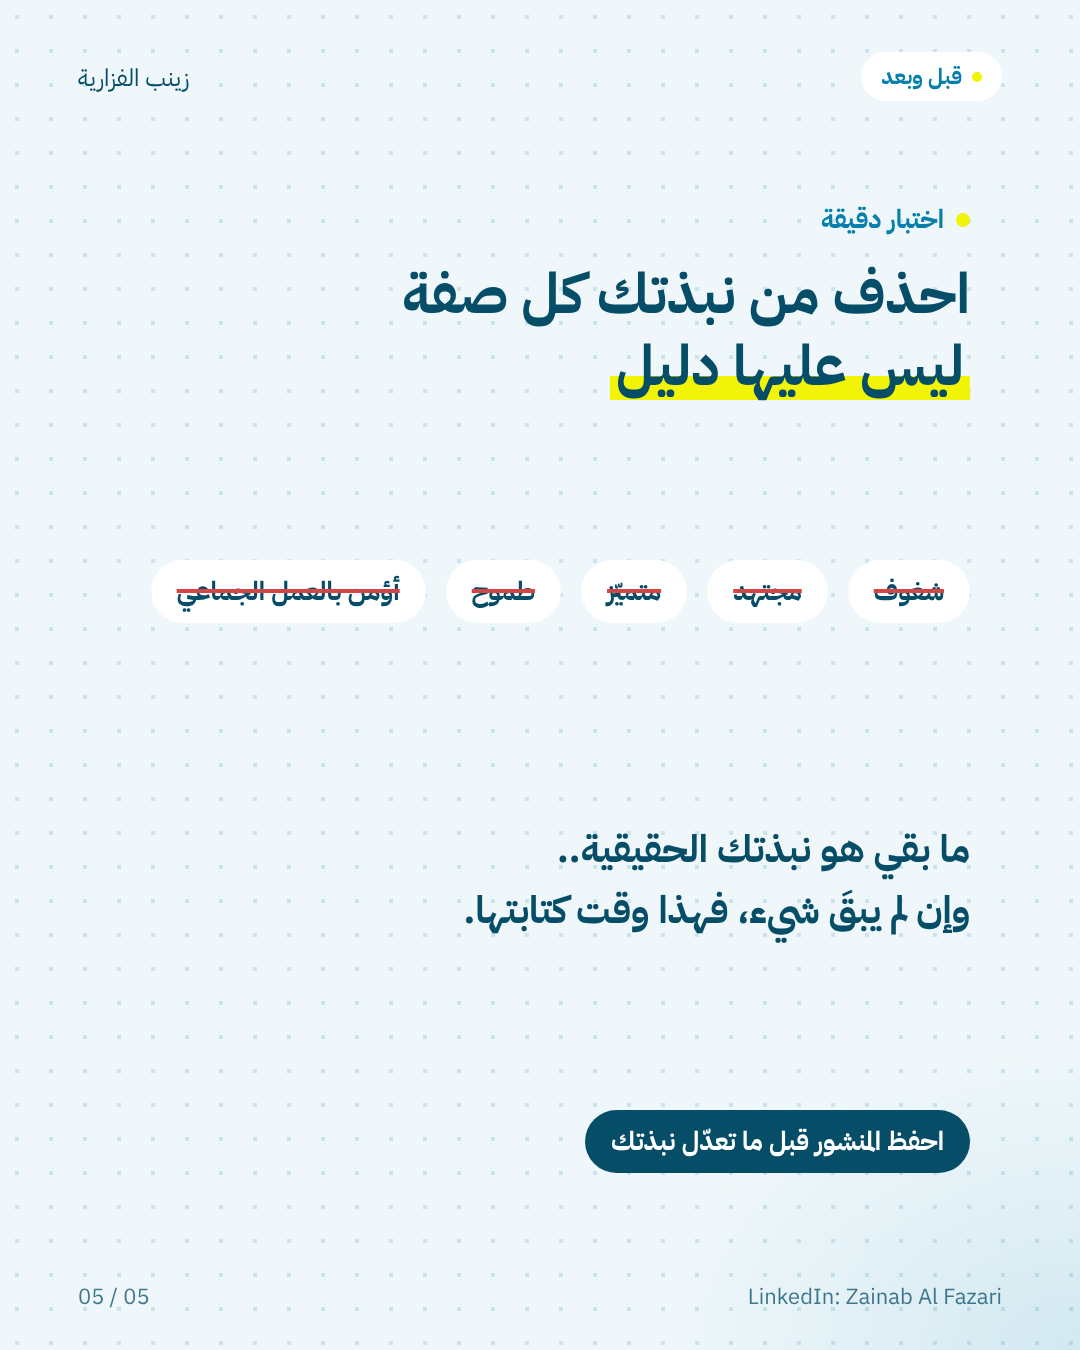 قبل وبعد
زينب الفزارية
اختبار دقيقة
احذف من نبذتك كل صفة
ليس عليها دليل
شغوف
مجتهد
متميّز
طموح
أؤمن بالعمل الجماعي
ما بقي هو نبذتك الحقيقية..
وإن لم يبقَ شيء، فهذا وقت كتابتها.
احفظ المنشور قبل ما تعدّل نبذتك
LinkedIn: Zainab Al Fazari
05 / 05